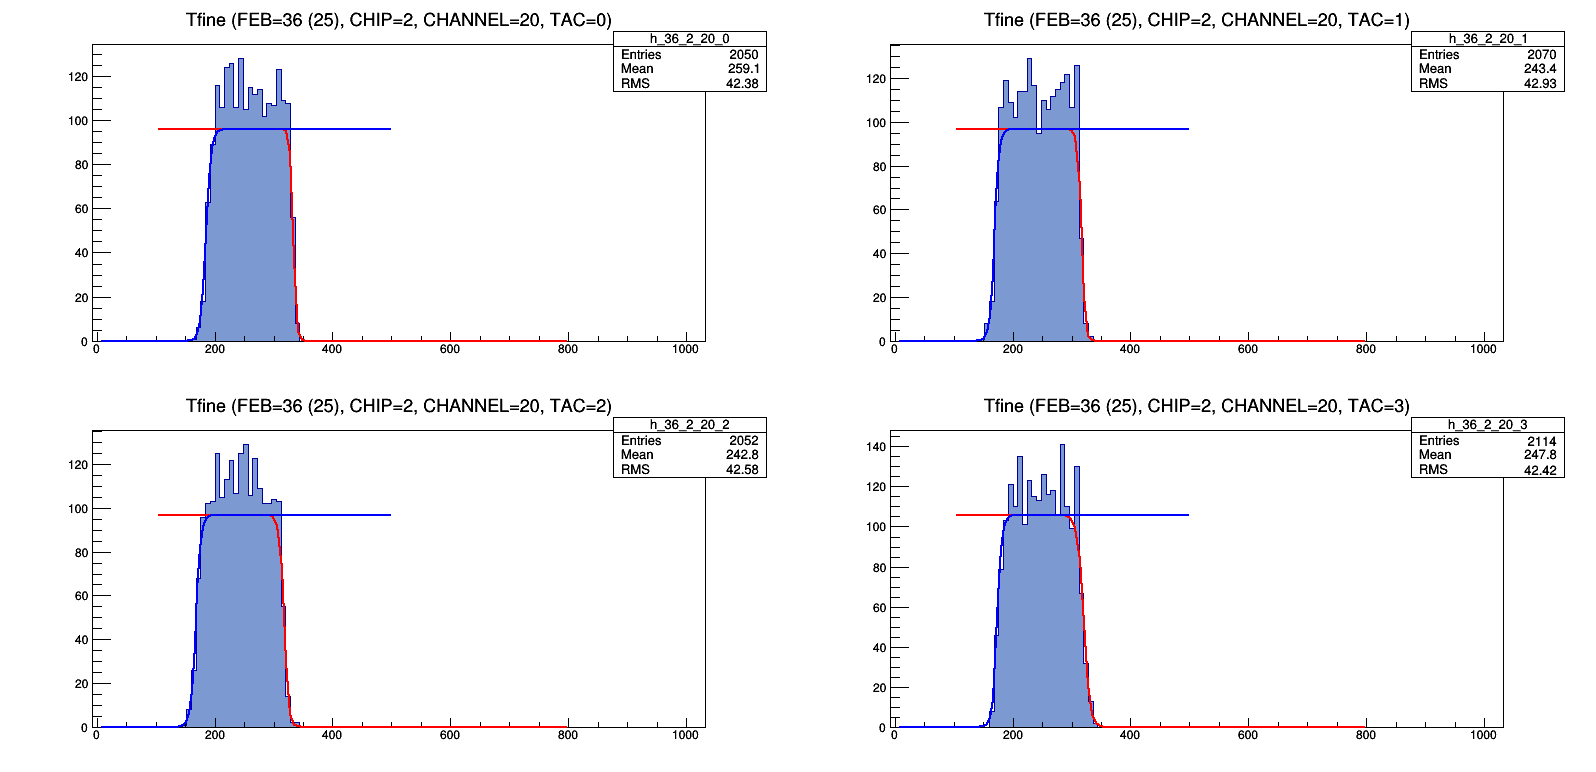 Tfine (FEB=36 (25), CHIP=2, CHANNEL=20, TAC=0)
h_36_2_20_0
Entries 2050
Mean 259.1
RMS 42.38
120
100
80
60
40
20
0
0 200 400 600 800 1000
Tfine (FEB=36 (25), CHIP=2, CHANNEL=20, TAC=1)
h_36_2_20_1
Entries 2070
Mean 243.4
RMS 42.93
120
100
80
60
40
20
0
0 200 400 600 800 1000
Tfine (FEB=36 (25), CHIP=2, CHANNEL=20, TAC=2)
h_36_2_20_2
Entries 2052
Mean 242.8
RMS 42.58
120
100
80
60
40
20
0
0 200 400 600 800 1000
Tfine (FEB=36 (25), CHIP=2, CHANNEL=20, TAC=3)
h_36_2_20_3
Entries 2114
Mean 247.8
RMS 42.42
140
120
100
80
60
40
20
0
0 200 400 600 800 1000